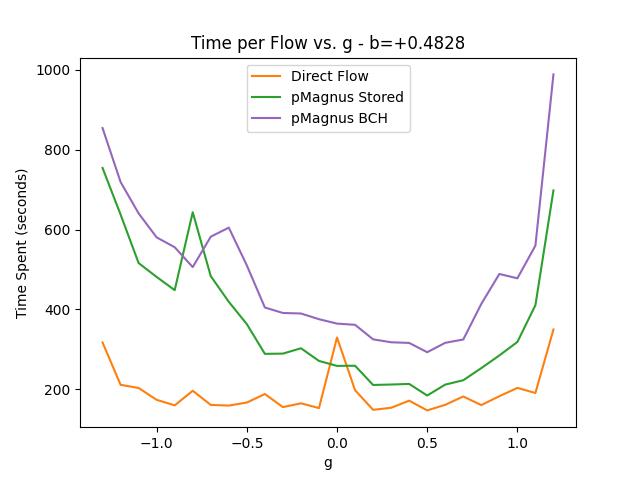 Time per Flow vs. g - b=+0.4828
Direct Flow
pMagnus Stored
pMagnus BCH
Time Spent (seconds)
1000
800
600
400
200
−1.0 −0.5 0.0 0.5 1.0
g